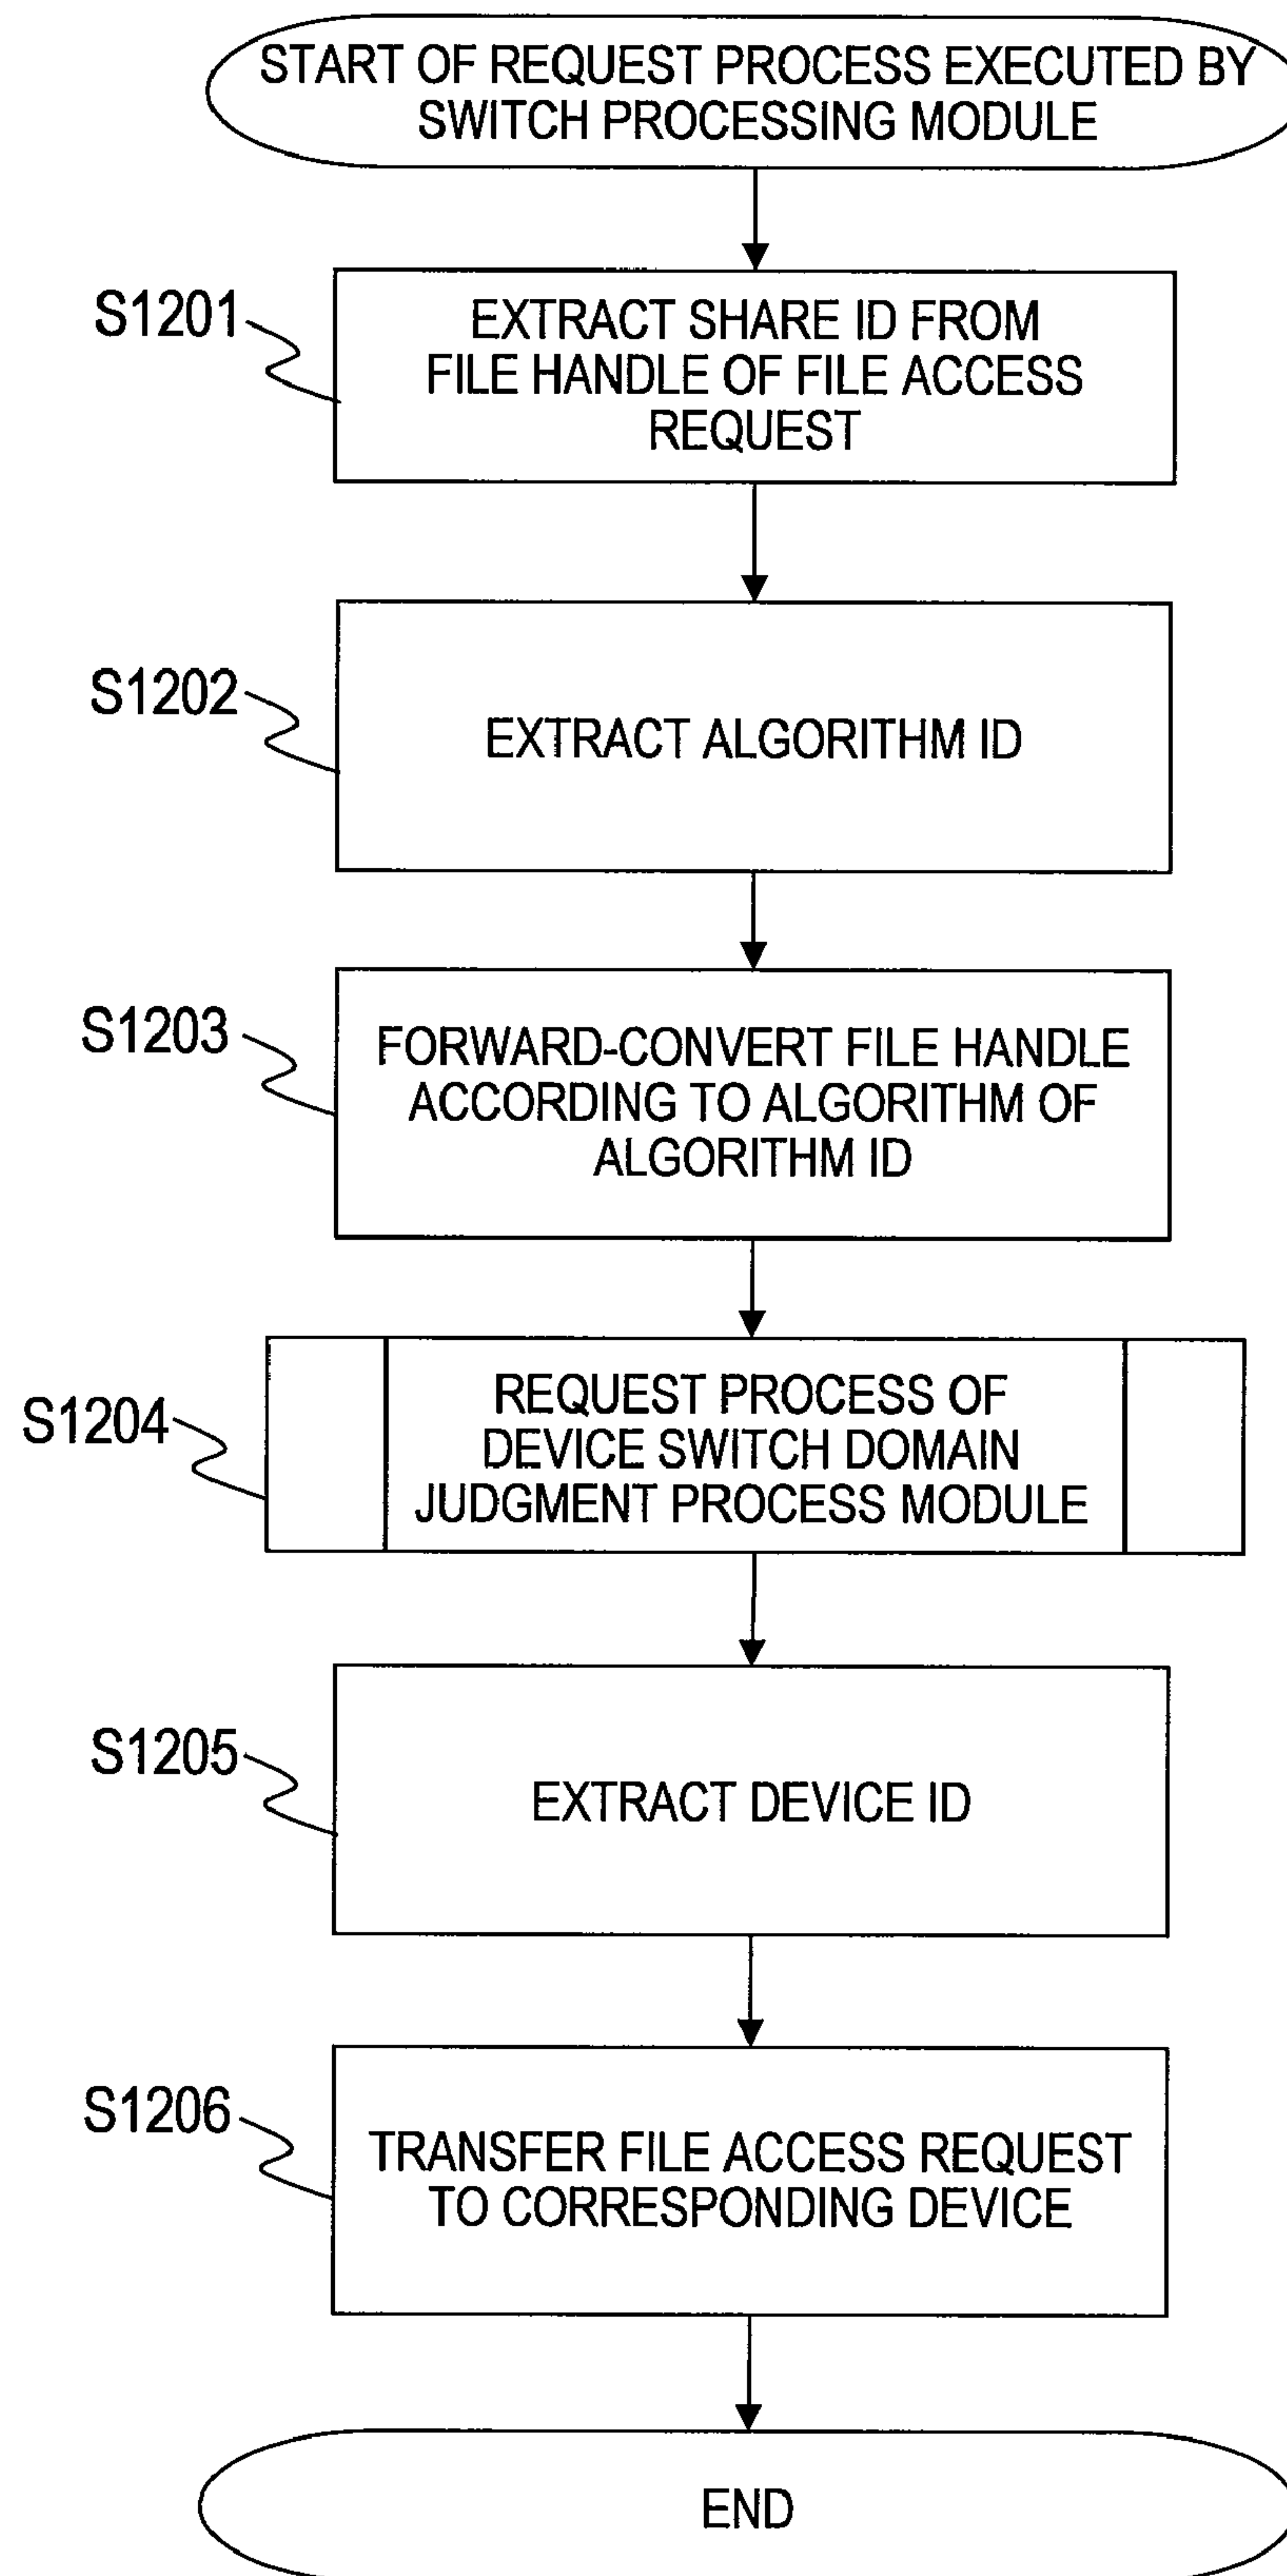 START OF REQUEST PROCESS EXECUTED BY
SWITCH PROCESSING MODULE
S1201
EXTRACT SHARE ID FROM
FILE HANDLE OF FILE ACCESS
REQUEST
S1202
EXTRACT ALGORITHM ID
S1203
FORWARD-CONVERT FILE HANDLE
ACCORDING TO ALGORITHM OF
ALGORITHM ID
S1204
REQUEST PROCESS OF
DEVICE SWITCH DOMAIN
JUDGMENT PROCESS MODULE
S1205
EXTRACT DEVICE ID
S1206
TRANSFER FILE ACCESS REQUEST
TO CORRESPONDING DEVICE
END